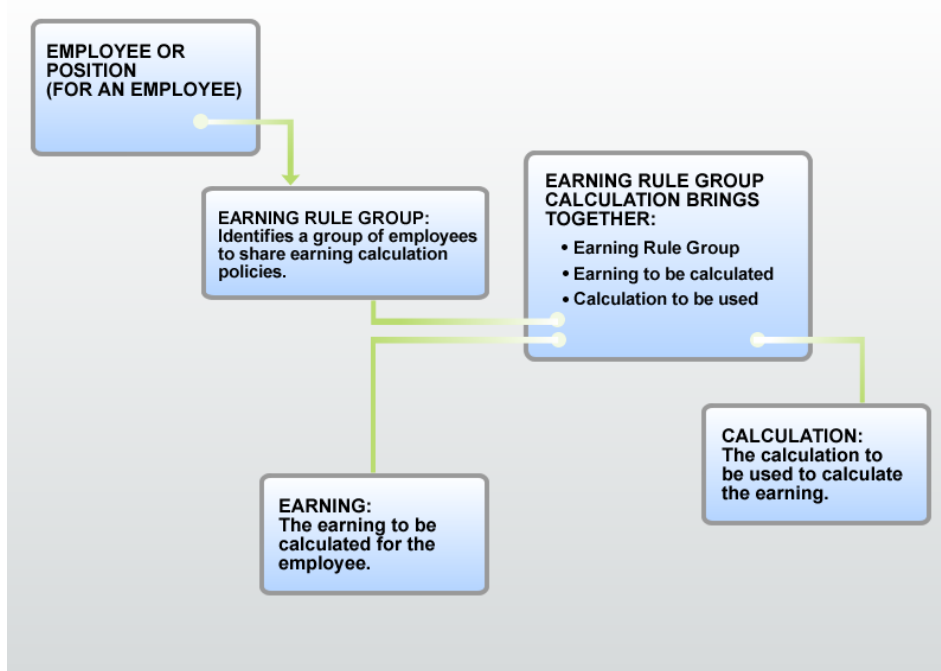 EMPLOYEE OR
POSITION
(FOR AN EMPLOYEE)
EARNING RULE GROUP:
Identifies a group of employees
to share earning calculation
policies.
EARNING RULE GROUP
CALCULATION BRINGS
TOGETHER:
• Earning Rule Group
• Earning to be calculated
• Calculation to be used
CALCULATION:
The calculation to
be used to calculate
the earning.
EARNING:
The earning to be
calculated for the
employee.